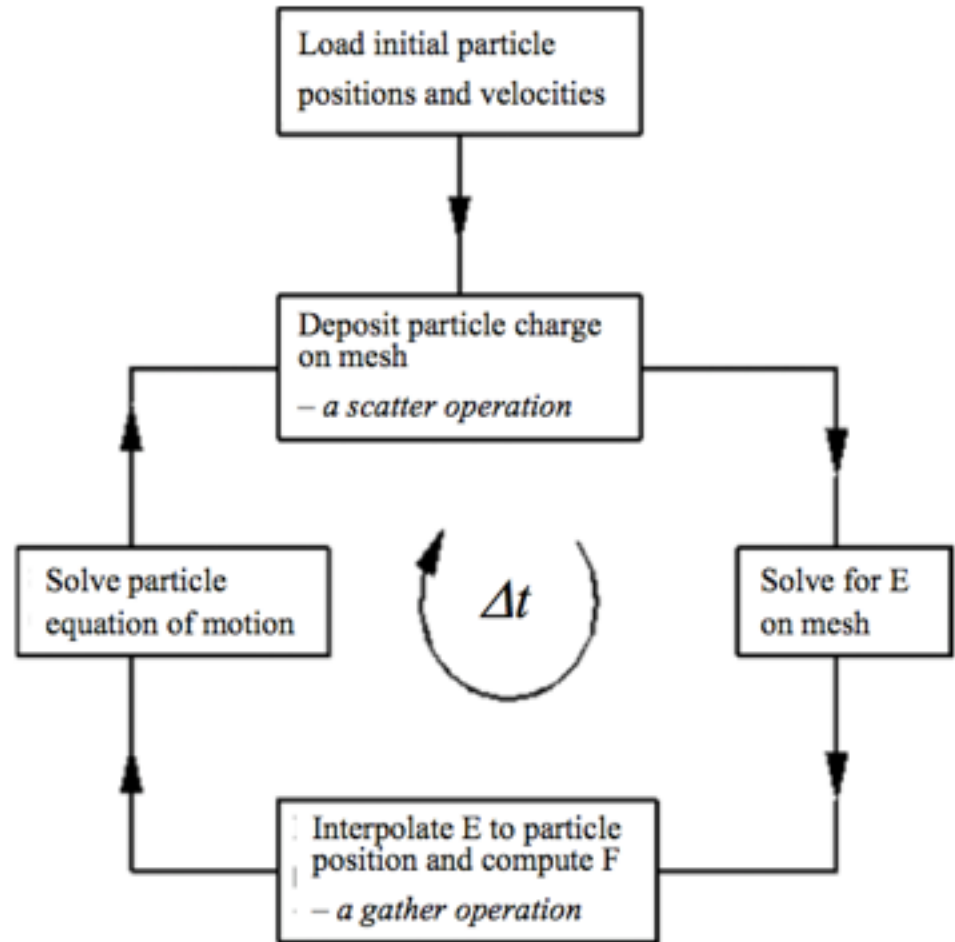 Load initial particle
positions and velocities
Deposit particle charge
on mesh
– a scatter operation
Solve particle
equation of motion
Δt
Solve for E
on mesh
Interpolate E to particle
position and compute F
– a gather operation